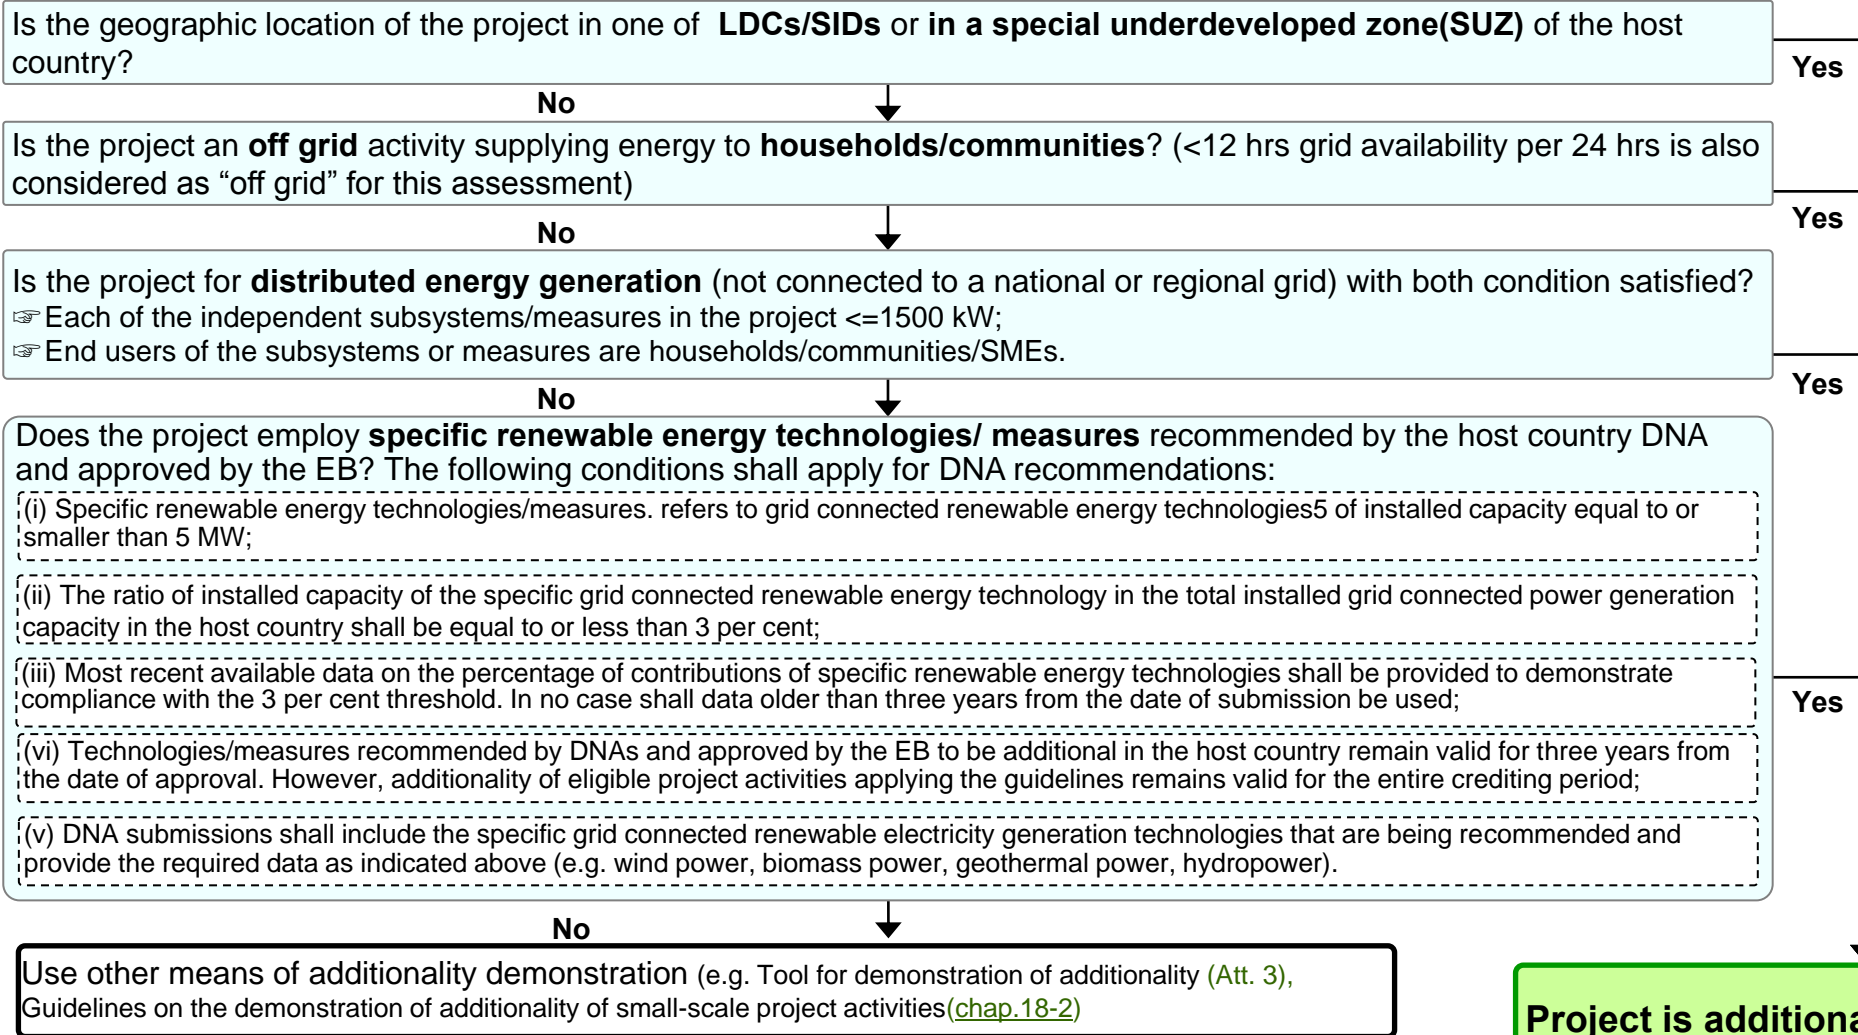 Is the geographic location of the project in one of  LDCs/SIDs or in a special underdeveloped zone(SUZ) of the host
country?
Yes
No
Is the project an off grid activity supplying energy to households/communities? (<12 hrs grid availability per 24 hrs is also
considered as “off grid” for this assessment)
Yes
No
Is the project for distributed energy generation (not connected to a national or regional grid) with both condition satisfied?
☞Each of the independent subsystems/measures in the project <=1500 kW;
☞End users of the subsystems or measures are households/communities/SMEs.
Yes
No
Does the project employ specific renewable energy technologies/ measures recommended by the host country DNA
and approved by the EB? The following conditions shall apply for DNA recommendations:
(i) Specific renewable energy technologies/measures. refers to grid connected renewable energy technologies5 of installed capacity equal to or
smaller than 5 MW;
(ii) The ratio of installed capacity of the specific grid connected renewable energy technology in the total installed grid connected power generation
capacity in the host country shall be equal to or less than 3 per cent;
(iii) Most recent available data on the percentage of contributions of specific renewable energy technologies shall be provided to demonstrate
compliance with the 3 per cent threshold. In no case shall data older than three years from the date of submission be used;
Yes
(vi) Technologies/measures recommended by DNAs and approved by the EB to be additional in the host country remain valid for three years from
the date of approval. However, additionality of eligible project activities applying the guidelines remains valid for the entire crediting period;
(v) DNA submissions shall include the specific grid connected renewable electricity generation technologies that are being recommended and
provide the required data as indicated above (e.g. wind power, biomass power, geothermal power, hydropower).
No
Use other means of additionality demonstration (e.g. Tool for demonstration of additionality (Att. 3),
Guidelines on the demonstration of additionality of small-scale project activities(chap.18-2)
Project is